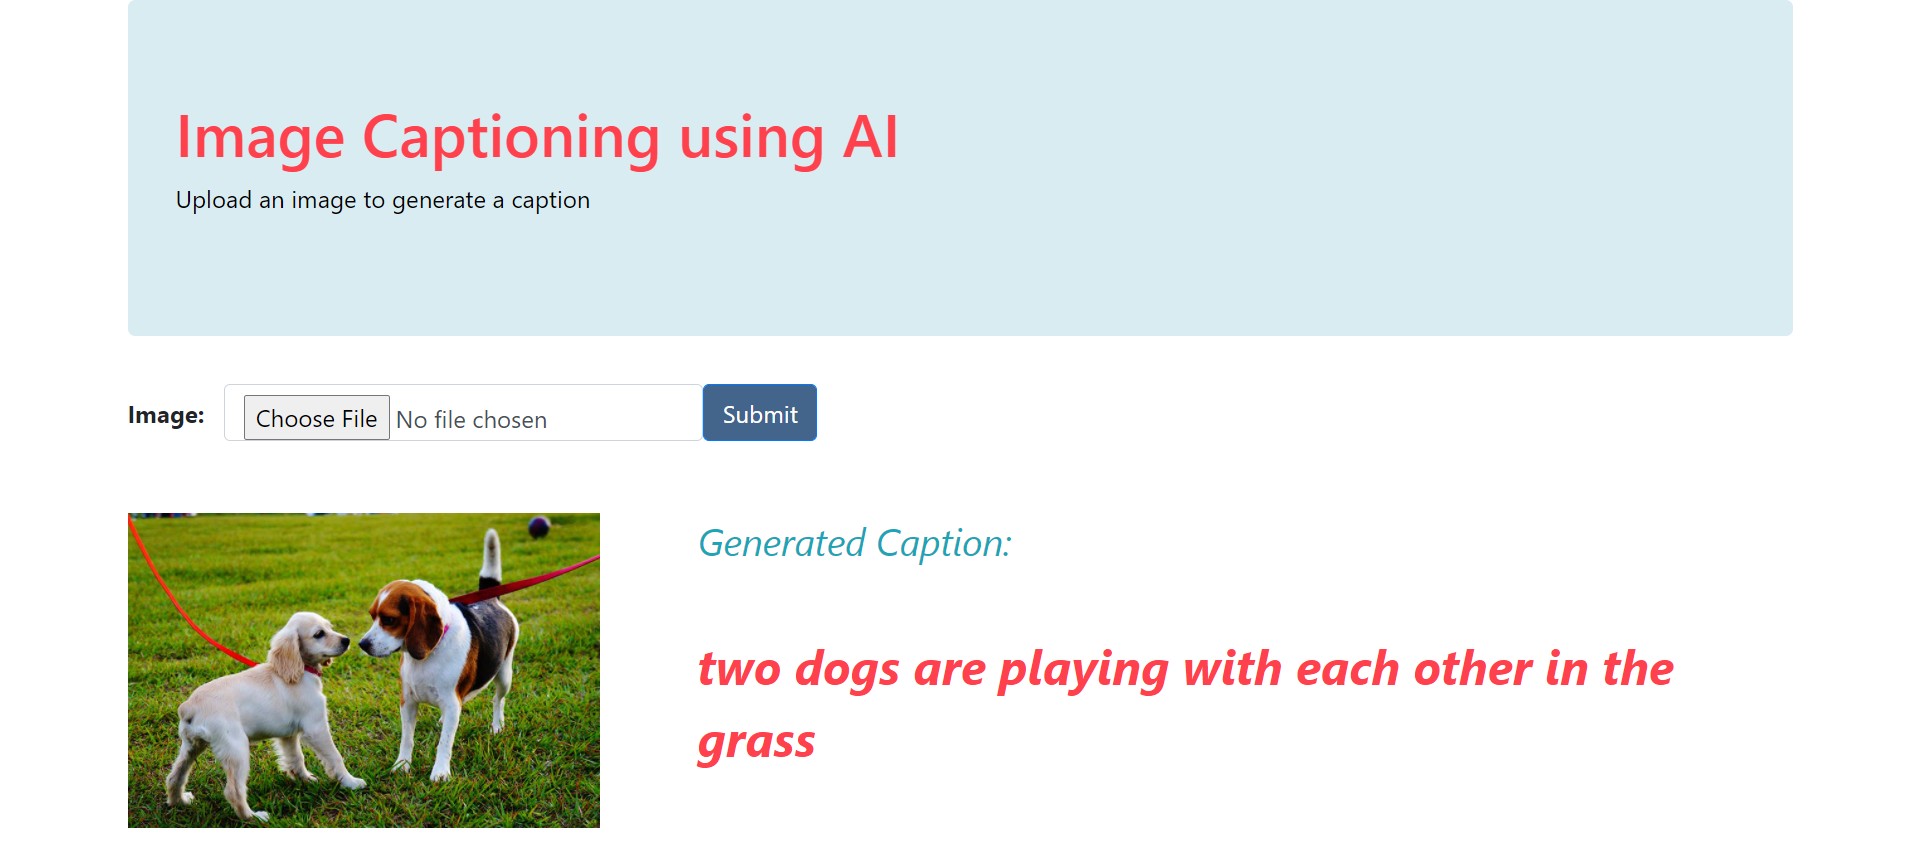 Image Captioning using AI
Upload an image to generate a caption
Image: Choose File No file chosen Submit
Generated Caption:
two dogs are playing with each other in the
grass